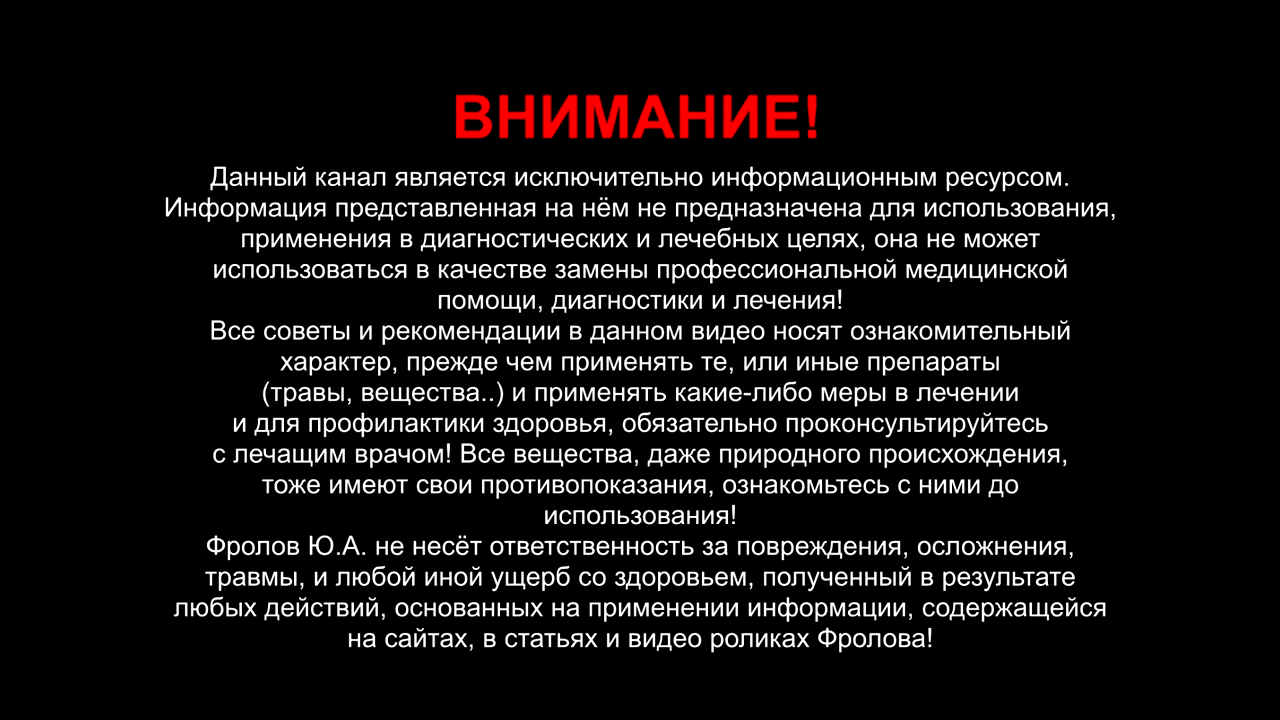 ВНИМАНИЕ!
Данный канал является исключительно информационным ресурсом.
Информация представленная на нём не предназначена для использования,
применения в диагностических и лечебных целях, она не может
использоваться в качестве замены профессиональной медицинской
помощи, диагностики и лечения!
Все советы и рекомендации в данном видео носят ознакомительный
характер, прежде чем применять те, или иные препараты
(травы, вещества..) и применять какие-либо меры в лечении
и для профилактики здоровья, обязательно проконсультируйтесь
с лечащим врачом! Все вещества, даже природного происхождения,
тоже имеют свои противопоказания, ознакомьтесь с ними до
использования!
Фролов Ю.А. не несёт ответственность за повреждения, осложнения,
травмы, и любой иной ущерб со здоровьем, полученный в результате
любых действий, основанных на применении информации, содержащейся
на сайтах, в статьях и видео роликах Фролова!